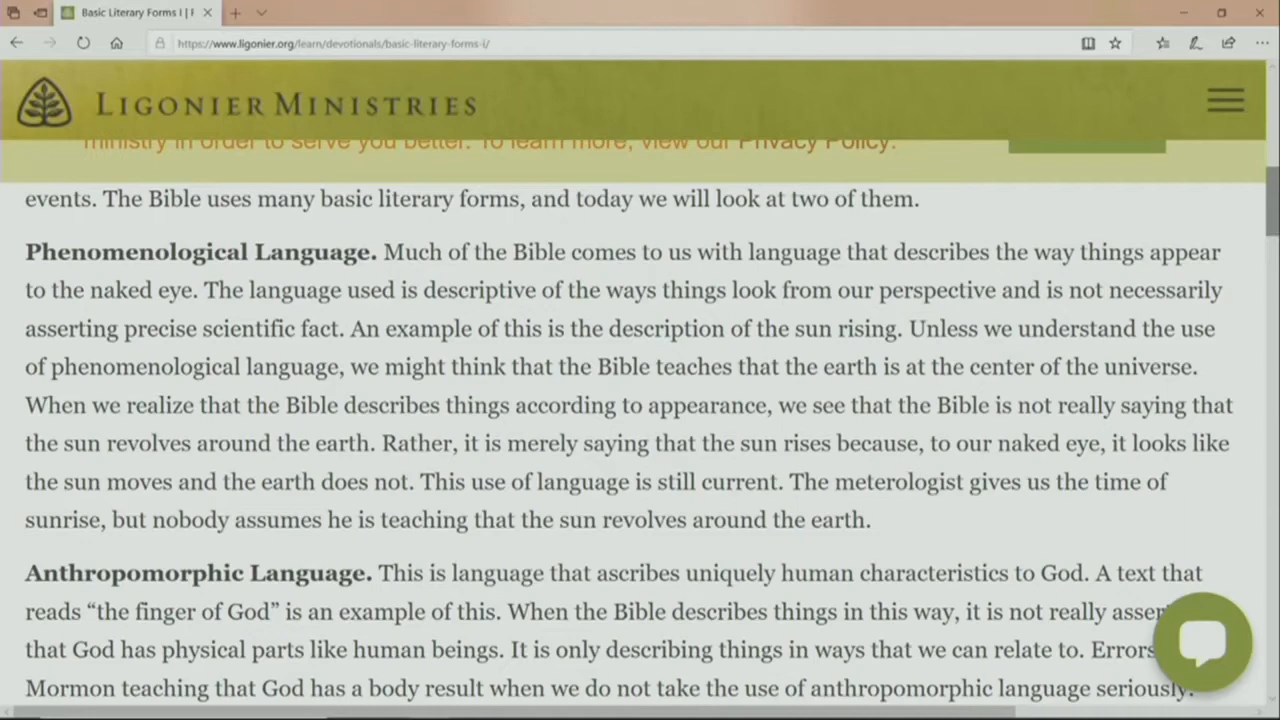 Basic Literary Forms I |
https://www.ligonier.org/learn/devotionals/basic-literary-forms-i/
LIGONIER MINISTRIES
ministry in order to serve you better. To learn more, view our Privacy Policy.
events. The Bible uses many basic literary forms, and today we will look at two of them.
Phenomenological Language. Much of the Bible comes to us with language that describes the way things appear
to the naked eye. The language used is descriptive of the ways things look from our perspective and is not necessarily
asserting precise scientific fact. An example of this is the description of the sun rising. Unless we understand the use
of phenomenological language, we might think that the Bible teaches that the earth is at the center of the universe.
When we realize that the Bible describes things according to appearance, we see that the Bible is not really saying that
the sun revolves around the earth. Rather, it is merely saying that the sun rises because, to our naked eye, it looks like
the sun moves and the earth does not. This use of language is still current. The meterologist gives us the time of
sunrise, but nobody assumes he is teaching that the sun revolves around the earth.
Anthropomorphic Language. This is language that ascribes uniquely human characteristics to God. A text that
reads “the finger of God” is an example of this. When the Bible describes things in this way, it is not really
that God has physical parts like human beings. It is only describing things in ways that we can relate to. Errors
Mormon teaching that God has a body result when we do not take the use of anthropomorphic language seriously.